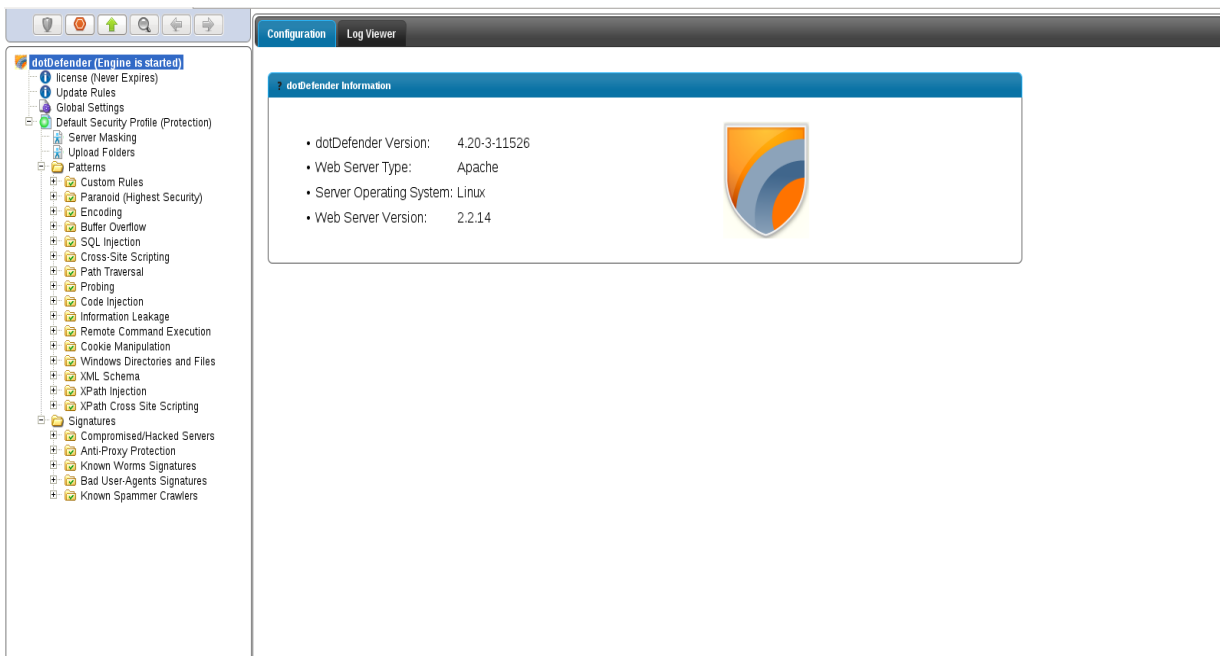 Configuration
Log Viewer
dotDefender (Engine is started)
license (Never Expires)
Update Rules
Global Settings
Default Security Profile (Protection)
Server Masking
Upload Folders
Patterns
Custom Rules
Paranoid (Highest Security)
Encoding
Buffer Overflow
SQL Injection
Cross-Site Scripting
Path Traversal
Probing
Code Injection
Information Leakage
Remote Command Execution
Cookie Manipulation
Windows Directories and Files
XML Schema
XPath Injection
XPath Cross Site Scripting
Signatures
Compromised/Hacked Servers
Anti-Proxy Protection
Known Worms Signatures
Bad User-Agents Signatures
Known Spammer Crawlers
? dotDefender Information
• dotDefender Version: 4.20-3-11526
• Web Server Type: Apache
• Server Operating System: Linux
• Web Server Version: 2.2.14